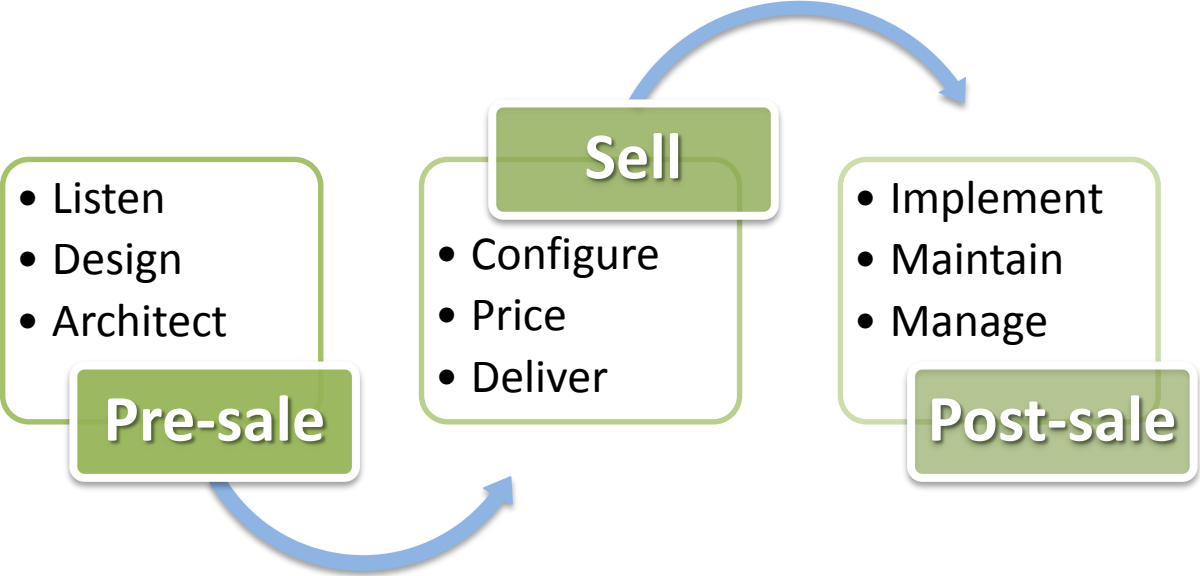 • Listen
• Design
• Architect
Pre-sale
Sell
• Configure
• Price
• Deliver
• Implement
• Maintain
• Manage
Post-sale